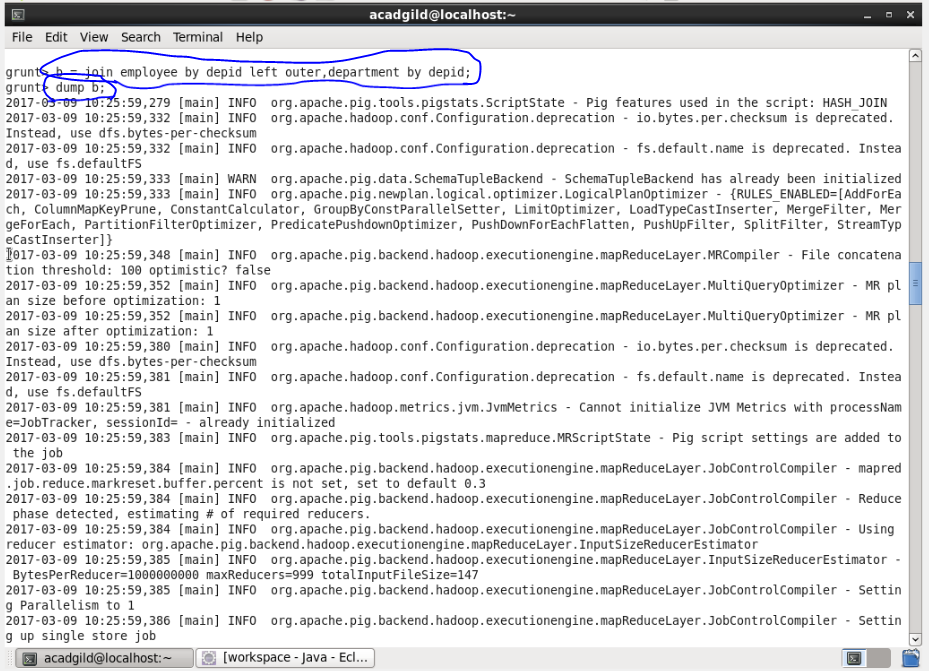 acadgild@localhost:~
File Edit View Search Terminal Help
grunt> b = join employee by depid left outer,department by depid;
grunt> dump b;
2017-03-09 10:25:59,279 [main] INFO  org.apache.pig.tools.pigstats.ScriptState - Pig features used in the script: HASH_JOIN
2017-03-09 10:25:59,332 [main] INFO  org.apache.hadoop.conf.Configuration.deprecation - io.bytes.per.checksum is deprecated.
Instead, use dfs.bytes-per-checksum
2017-03-09 10:25:59,332 [main] INFO  org.apache.hadoop.conf.Configuration.deprecation - fs.default.name is deprecated. Instea
d, use fs.defaultFS
2017-03-09 10:25:59,333 [main] WARN  org.apache.pig.data.SchemaTupleBackend - SchemaTupleBackend has already been initialized
2017-03-09 10:25:59,333 [main] INFO  org.apache.pig.newplan.logical.optimizer.LogicalPlanOptimizer - {RULES_ENABLED=[AddForEa
ch, ColumnMapKeyPrune, ConstantCalculator, GroupByConstParallelSetter, LimitOptimizer, LoadTypeCastInserter, MergeFilter, Mer
geForEach, PartitionFilterOptimizer, PredicatePushdownOptimizer, PushDownForEachFlatten, PushUpFilter, SplitFilter, StreamTyp
eCastInserter]}
2017-03-09 10:25:59,348 [main] INFO  org.apache.pig.backend.hadoop.executionengine.mapReduceLayer.MRCompiler - File concatena
tion threshold: 100 optimistic? false
2017-03-09 10:25:59,352 [main] INFO  org.apache.pig.backend.hadoop.executionengine.mapReduceLayer.MultiQueryOptimizer - MR pl
an size before optimization: 1
2017-03-09 10:25:59,352 [main] INFO  org.apache.pig.backend.hadoop.executionengine.mapReduceLayer.MultiQueryOptimizer - MR pl
an size after optimization: 1
2017-03-09 10:25:59,380 [main] INFO  org.apache.hadoop.conf.Configuration.deprecation - io.bytes.per.checksum is deprecated.
Instead, use dfs.bytes-per-checksum
2017-03-09 10:25:59,381 [main] INFO  org.apache.hadoop.conf.Configuration.deprecation - fs.default.name is deprecated. Instea
d, use fs.defaultFS
2017-03-09 10:25:59,381 [main] INFO  org.apache.hadoop.metrics.jvm.JvmMetrics - Cannot initialize JVM Metrics with processNam
e=JobTracker, sessionId= - already initialized
2017-03-09 10:25:59,383 [main] INFO  org.apache.pig.tools.pigstats.mapreduce.MRScriptState - Pig script settings are added to
 the job
2017-03-09 10:25:59,384 [main] INFO  org.apache.pig.backend.hadoop.executionengine.mapReduceLayer.JobControlCompiler - mapred
.job.reduce.markreset.buffer.percent is not set, set to default 0.3
2017-03-09 10:25:59,384 [main] INFO  org.apache.pig.backend.hadoop.executionengine.mapReduceLayer.JobControlCompiler - Reduce
 phase detected, estimating # of required reducers.
2017-03-09 10:25:59,384 [main] INFO  org.apache.pig.backend.hadoop.executionengine.mapReduceLayer.JobControlCompiler - Using
reducer estimator: org.apache.pig.backend.hadoop.executionengine.mapReduceLayer.InputSizeReducerEstimator
2017-03-09 10:25:59,385 [main] INFO  org.apache.pig.backend.hadoop.executionengine.mapReduceLayer.InputSizeReducerEstimator -
 BytesPerReducer=1000000000 maxReducers=999 totalInputFileSize=147
2017-03-09 10:25:59,385 [main] INFO  org.apache.pig.backend.hadoop.executionengine.mapReduceLayer.JobControlCompiler - Settin
g Parallelism to 1
2017-03-09 10:25:59,386 [main] INFO  org.apache.pig.backend.hadoop.executionengine.mapReduceLayer.JobControlCompiler - Settin
g up single store job
acadgild@localhost:~ [workspace - Java - Ecl...